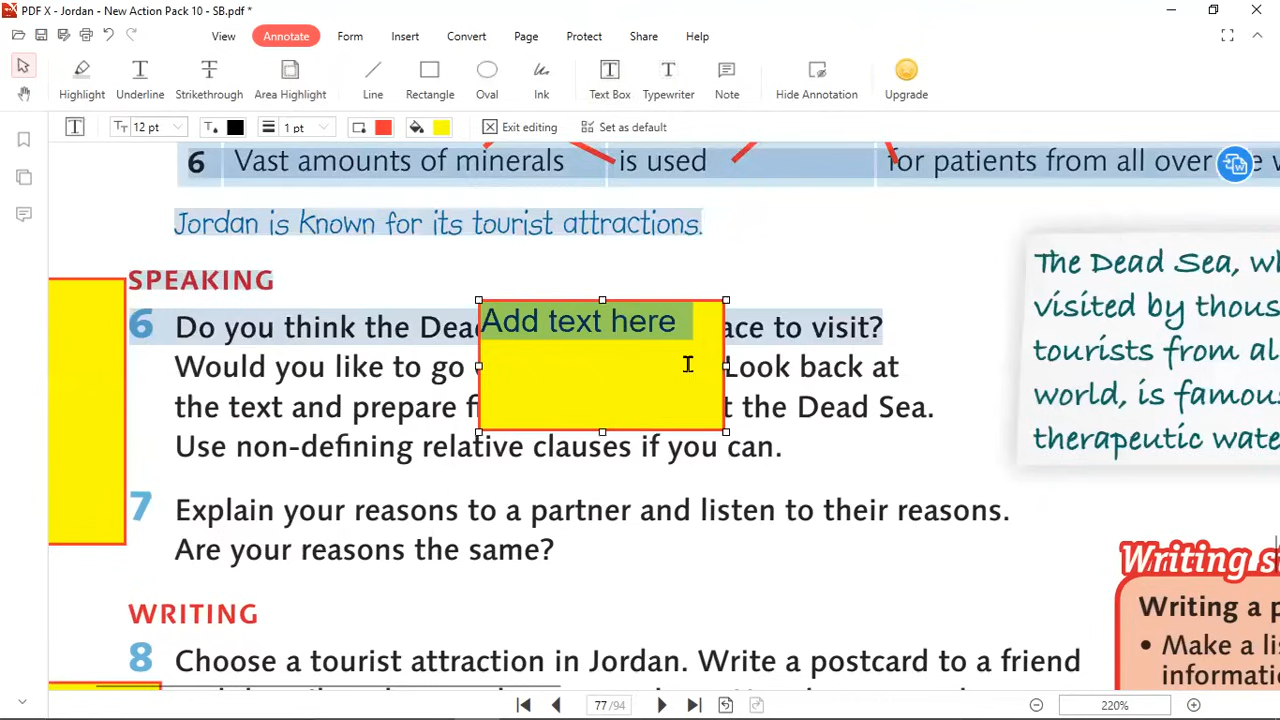 PDF X - Jordan - New Action Pack 10 - SB.pdf *
View Annotate Form Insert Convert Page Protect Share Help
Highlight Underline Strikethrough Area Highlight Line Rectangle Oval Ink Text Box Typewriter Note Hide Annotation Upgrade
12 pt 1 pt Exit editing Set as default
6 Vast amounts of minerals is used for patients from all over
Jordan is known for its tourist attractions.
SPEAKING
6 Do you think the Dea ace to visit?
Would you like to go Look back at
the text and prepare fi t the Dead Sea.
Use non-defining relative clauses if you can.
Add text here
7 Explain your reasons to a partner and listen to their reasons.
Are your reasons the same?
WRITING
8 Choose a tourist attraction in Jordan. Write a postcard to a friend
The Dead Sea, wh
visited by thous
tourists from al
world, is famous
therapeutic wate
Writing s
Writing a p
• Make a lis
informatio
77 /94
220%